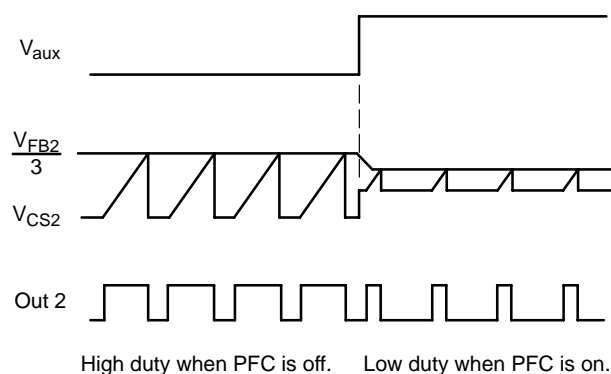 Vaux
VFB2
3
VCS2
Out 2
High duty when PFC is off. Low duty when PFC is on.